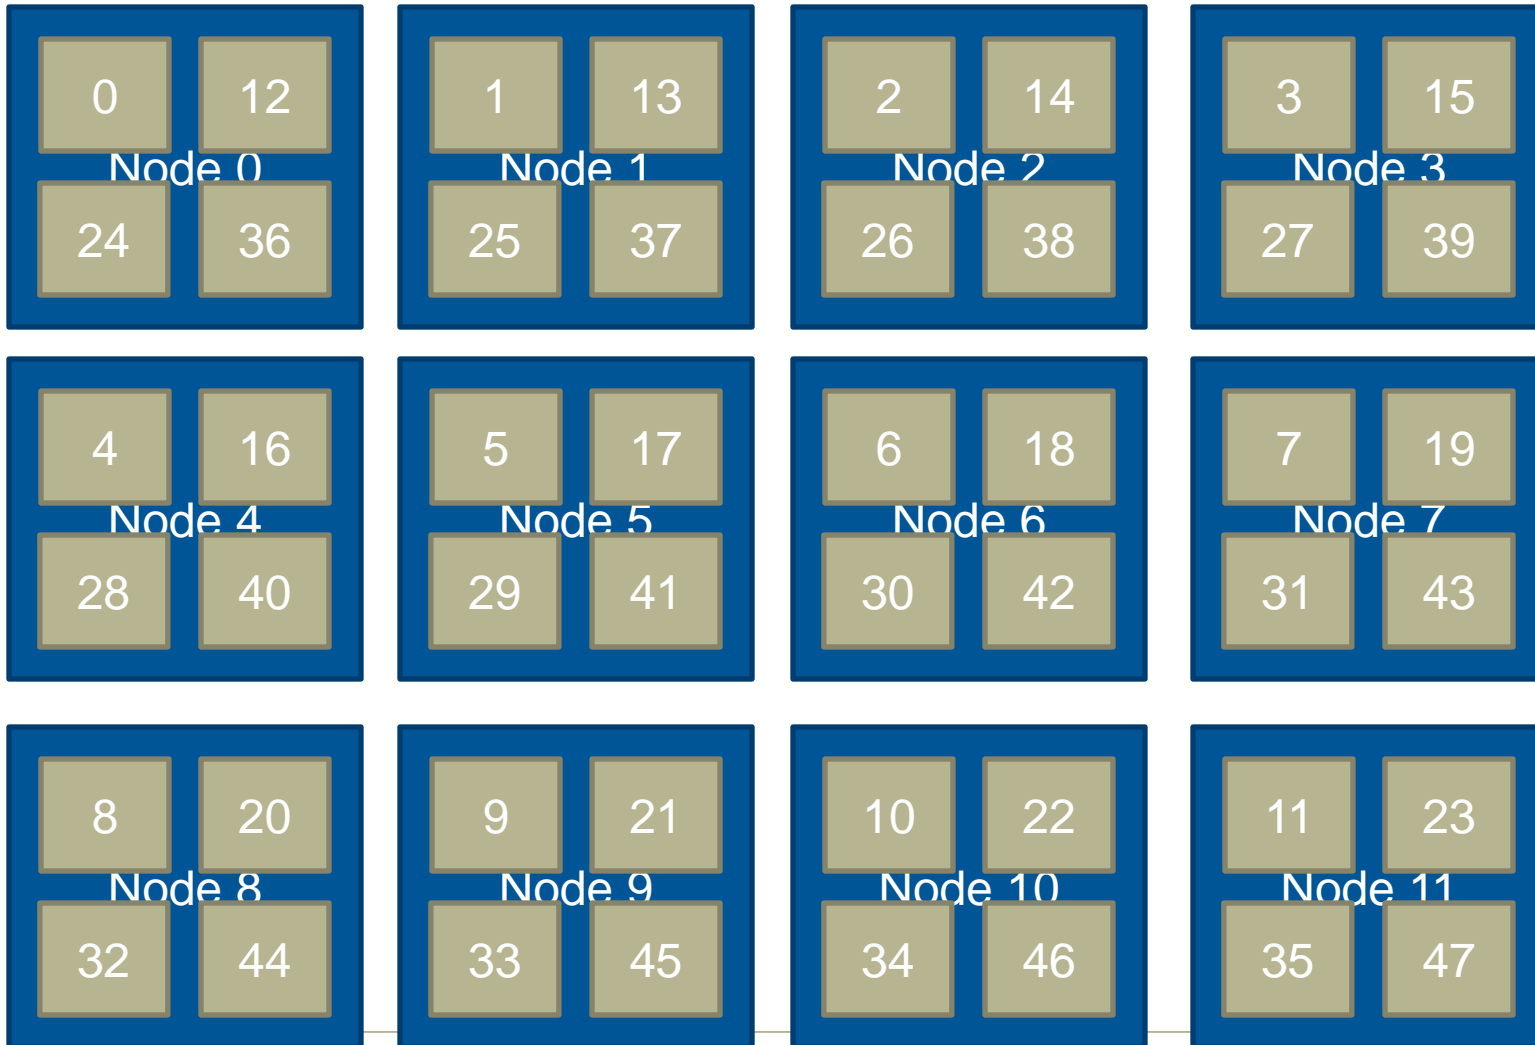 0 12 1 13 2 14 3 15
Node 0 Node 1 Node 2 Node 3
24 36 25 37 26 38 27 39
4 16 5 17 6 18 7 19
Node 4 Node 5 Node 6 Node 7
28 40 29 41 30 42 31 43
8 20 9 21 10 22 11 23
Node 8 Node 9 Node 10 Node 11
32 44 33 45 34 46 35 47